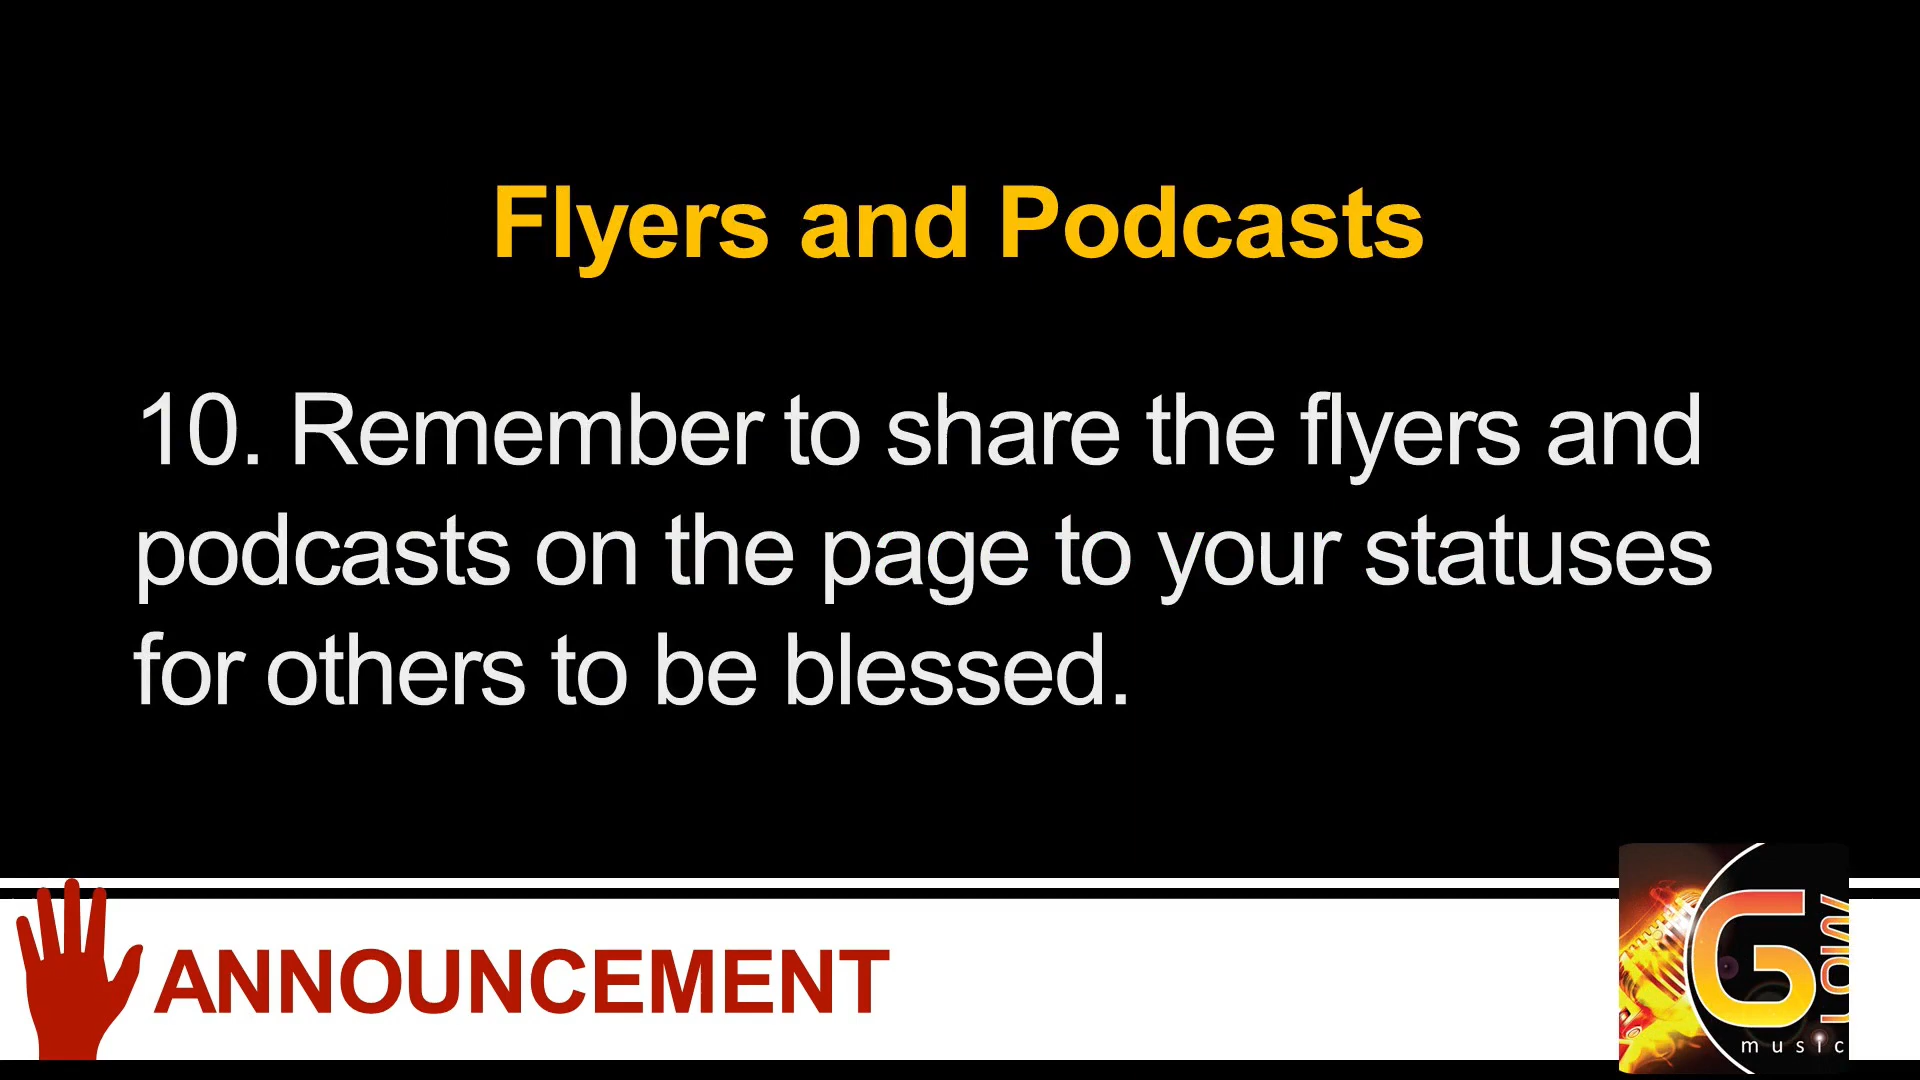 Flyers and Podcasts
10. Remember to share the flyers and
podcasts on the page to your statuses
for others to be blessed.
ANNOUNCEMENT
G
low
music